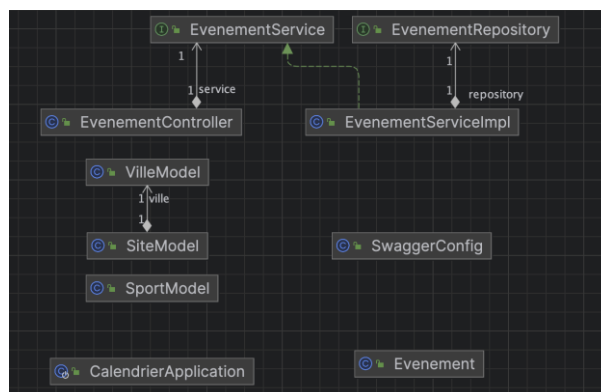 EvenementService
EvenementRepository
1
1
1 service
1
repository
EvenementController
EvenementServiceImpl
VilleModel
1 ville
1
SiteModel
SwaggerConfig
SportModel
CalendrierApplication
Evenement